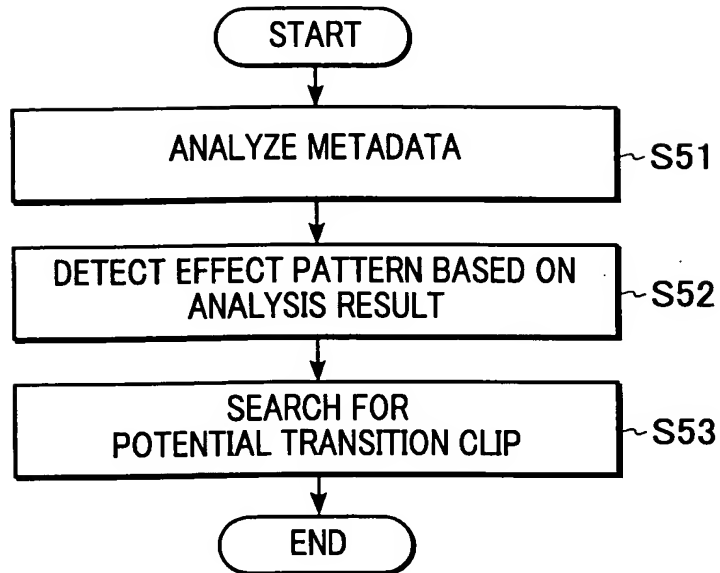 START
ANALYZE METADATA
S51
DETECT EFFECT PATTERN BASED ON
ANALYSIS RESULT
S52
SEARCH FOR
POTENTIAL TRANSITION CLIP
S53
END